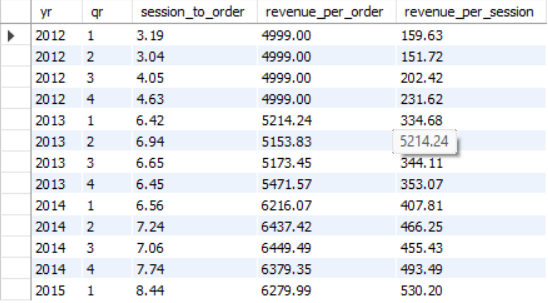 yr qr session_to_order revenue_per_order revenue_per_session
2012 1 3.19 4999.00 159.63
2012 2 3.04 4999.00 151.72
2012 3 4.05 4999.00 202.42
2012 4 4.63 4999.00 231.62
2013 1 6.42 5214.24 334.68
2013 2 6.94 5153.83 5214.24
2013 3 6.65 5173.45 344.11
2013 4 6.45 5471.57 353.07
2014 1 6.56 6216.07 407.81
2014 2 7.24 6437.42 466.25
2014 3 7.06 6449.49 455.43
2014 4 7.74 6379.35 493.49
2015 1 8.44 6279.99 530.20